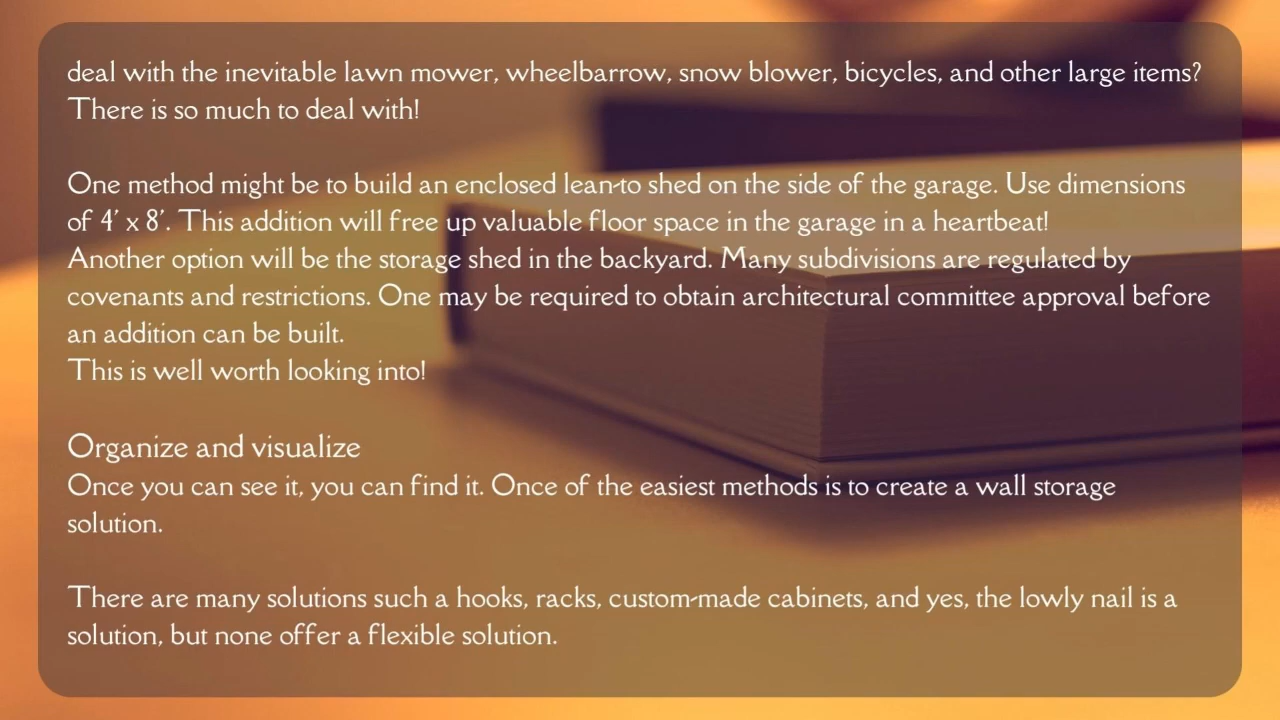 deal with the inevitable lawn mower, wheelbarrow, snow blower, bicycles, and other large items?
There is so much to deal with!
One method might be to build an enclosed lean-to shed on the side of the garage. Use dimensions
of 4’ x 8’. This addition will free up valuable floor space in the garage in a heartbeat!
Another option will be the storage shed in the backyard. Many subdivisions are regulated by
covenants and restrictions. One may be required to obtain architectural committee approval before
an addition can be built.
This is well worth looking into!
Organize and visualize
Once you can see it, you can find it. Once of the easiest methods is to create a wall storage
solution.
There are many solutions such a hooks, racks, custom-made cabinets, and yes, the lowly nail is a
solution, but none offer a flexible solution.